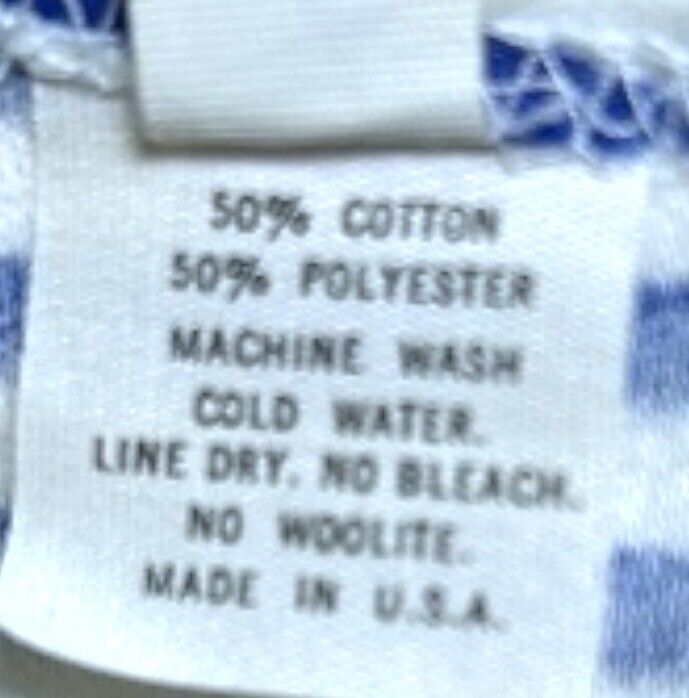 50% COTTON
50% POLYESTER
MACHINE WASH
COLD WATER.
LINE DRY. NO BLEACH.
NO WOOLITE.
MADE IN U.S.A.